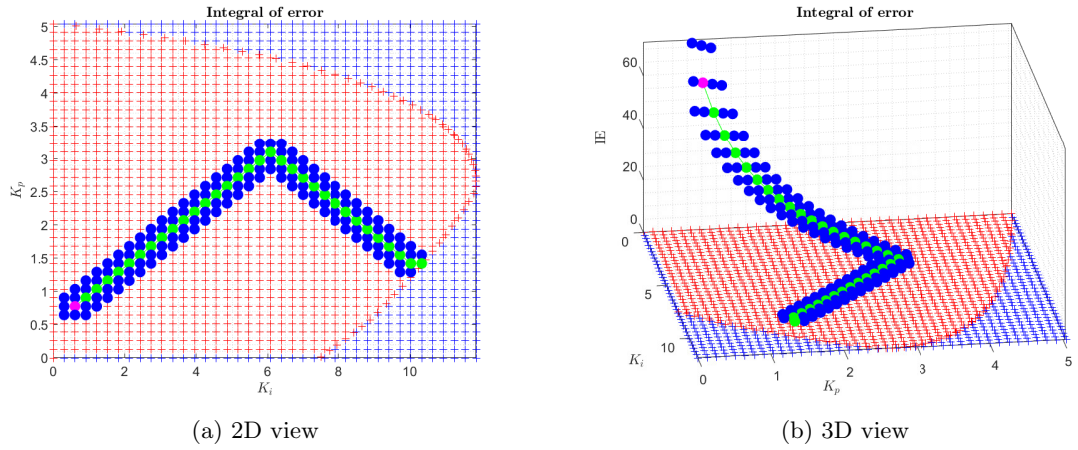 Integral of error
5
4.5
4
3.5
3
2.5
2
1.5
1
0.5
0
K_p
0 2 4 6 8 10
K_i
(a) 2D view
Integral of error
60
40
20
0
IE
0
5
10
K_i
0 1 2 3 4 5
K_p
(b) 3D view